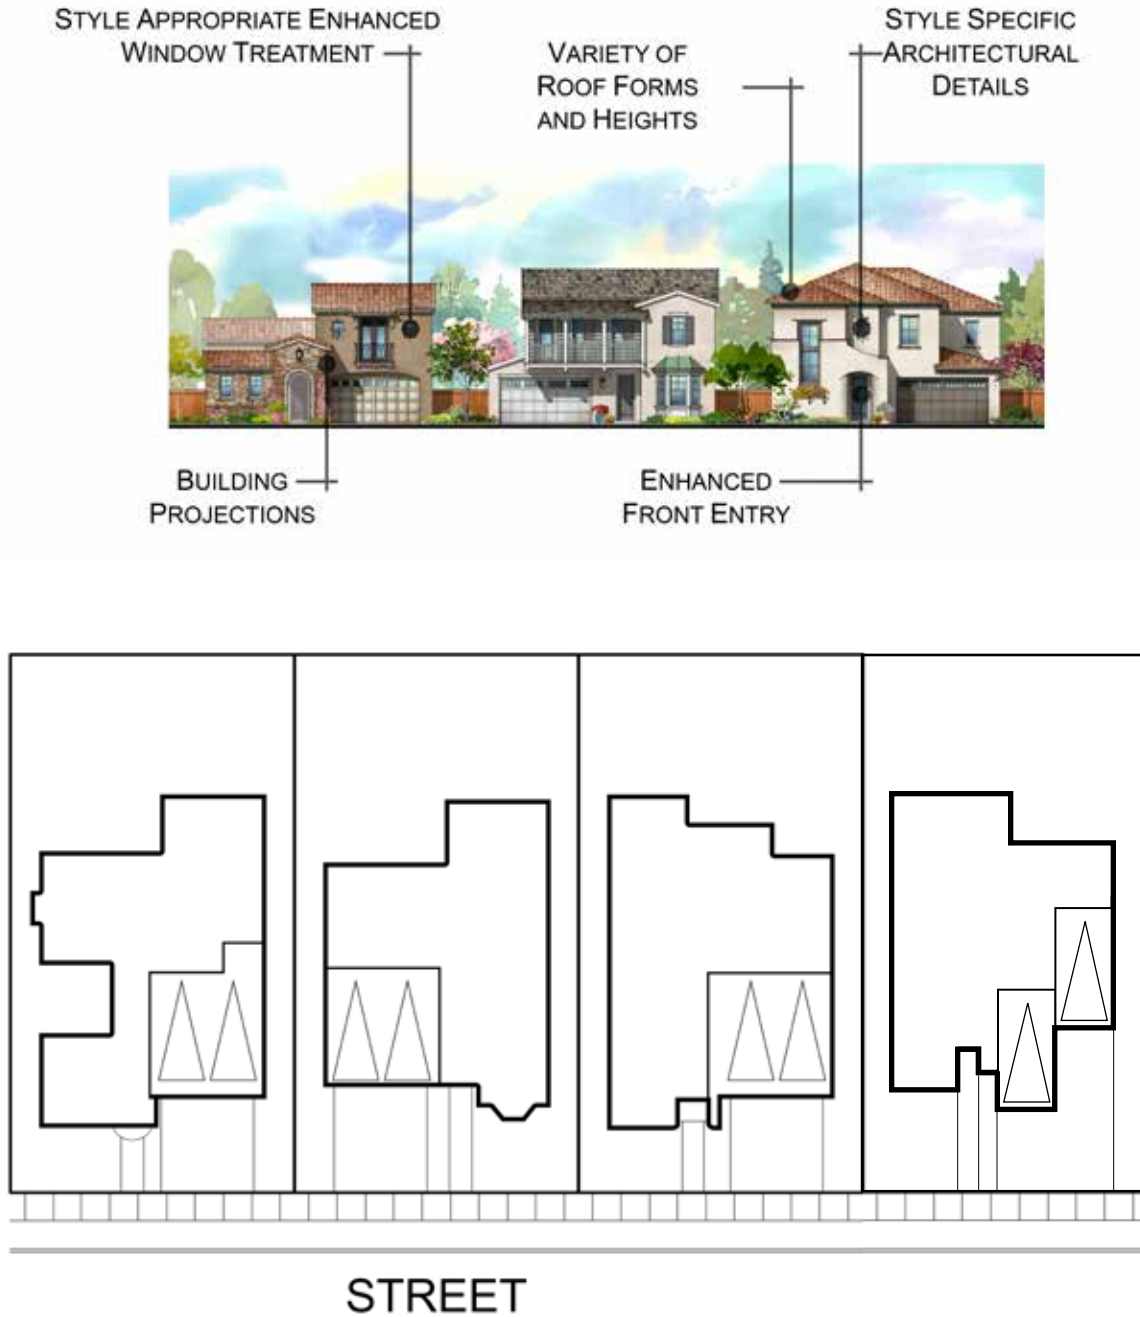 STYLE APPROPRIATE ENHANCED
WINDOW TREATMENT
VARIETY OF
ROOF FORMS
AND HEIGHTS
STYLE SPECIFIC
ARCHITECTURAL
DETAILS
BUILDING
PROJECTIONS
ENHANCED
FRONT ENTRY
STREET